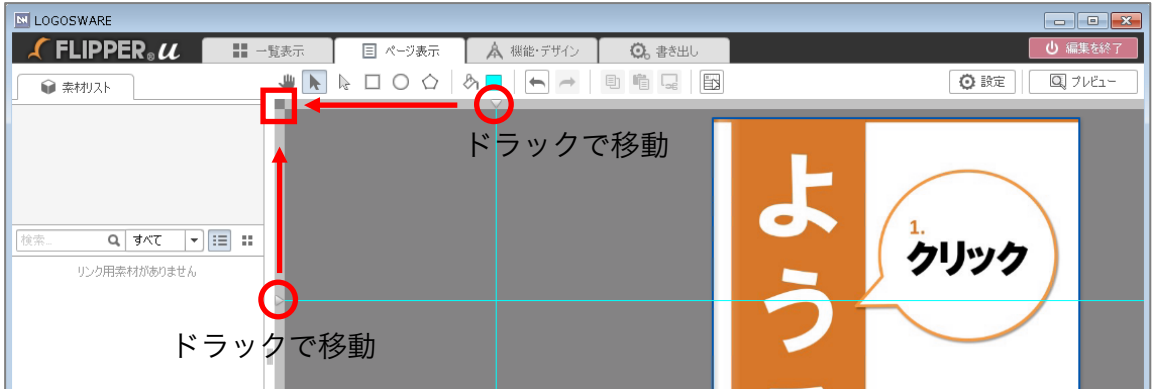 LOGOSWARE
FLIPPER® u
一覧表示
ページ表示
機能・デザイン
書き出し
編集を終了
素材リスト
設定
プレビュー
ドラックで移動
よう
1.
クリック
検索...
すべて
リンク用素材がありません
ドラックで移動